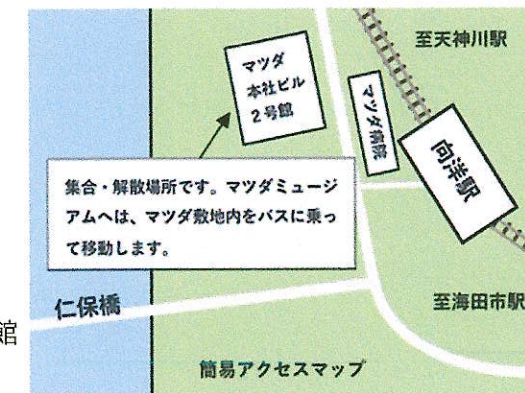 至天神川駅
マツダ
本社ビル
2号館
マツダ病院
向洋駅
集合・解散場所です。マツダミュージ
アムへは、マツダ敷地内をバスに乗っ
て移動します。
仁保橋
至海田市駅
館
簡易アクセスマップ